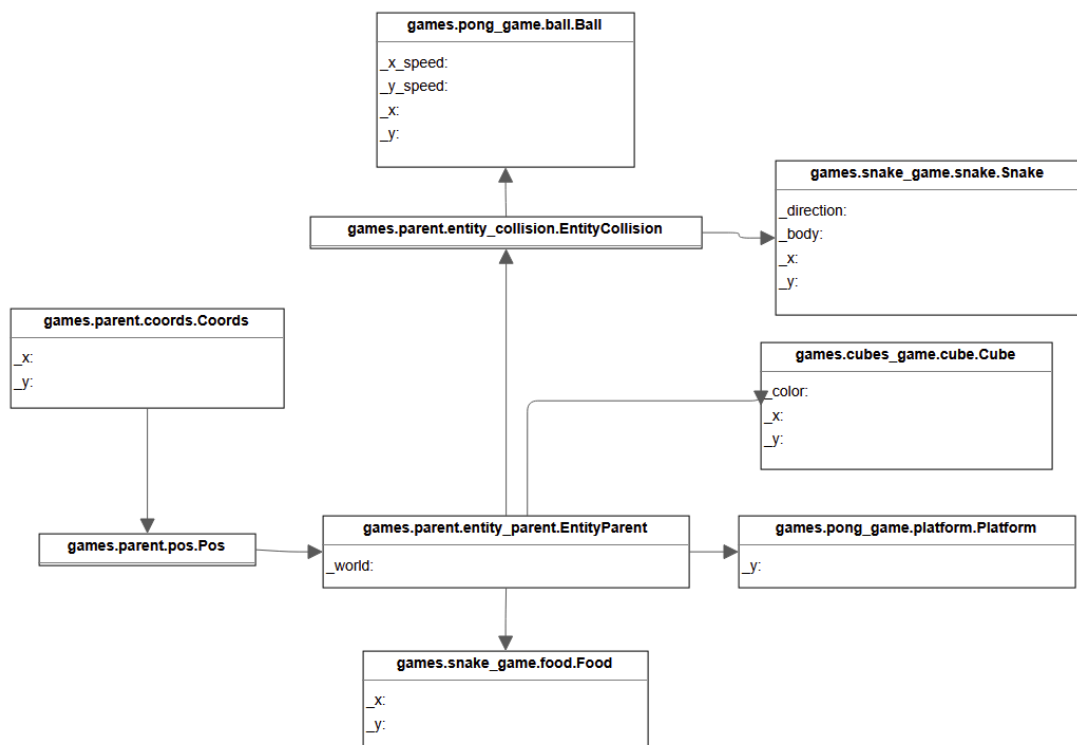 games.pong_game.ball.Ball
_x_speed:
_y_speed:
_x:
_y:
games.snake_game.snake.Snake
_direction:
_body:
_x:
_y:
games.parent.entity_collision.EntityCollision
games.parent.coords.Coords
_x:
_y:
games.cubes_game.cube.Cube
_color:
_x:
_y:
games.parent.pos.Pos
games.parent.entity_parent.EntityParent
_world:
games.pong_game.platform.Platform
_y:
games.snake_game.food.Food
_x:
_y: